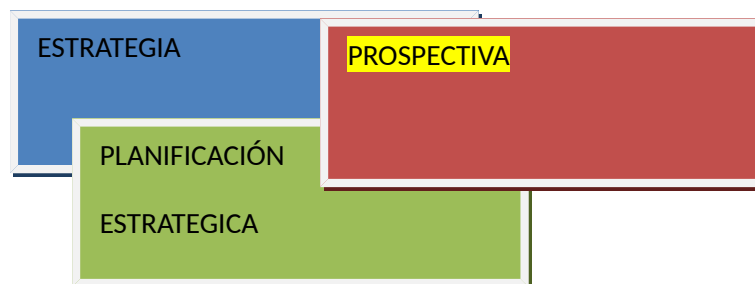 ESTRATEGIA
PROSPECTIVA
PLANIFICACIÓN
ESTRATEGICA